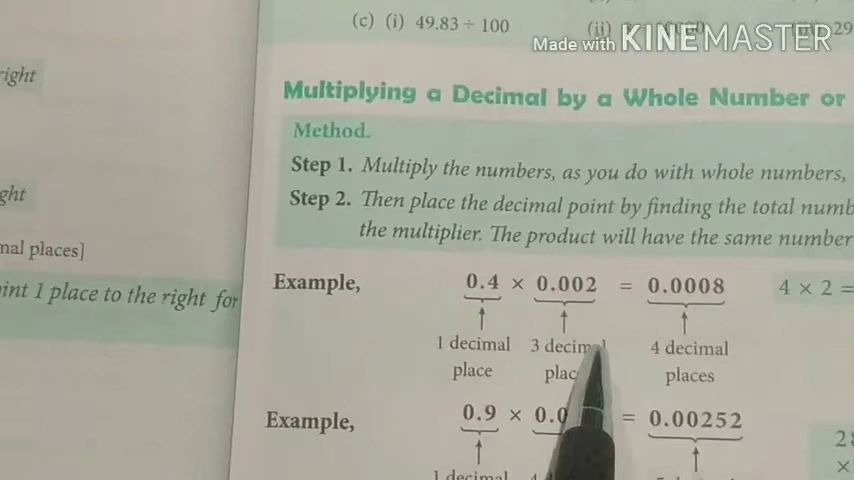 (c) (i) 49.83 ÷ 100 (ii)
Made with KINEMASTER
right
Multiplying a Decimal by a Whole Number or
Method.
Step 1. Multiply the numbers, as you do with whole numbers,
ght
Step 2. Then place the decimal point by finding the total numb
the multiplier. The product will have the same number
nal places]
int 1 place to the right for
Example, 0.4 × 0.002 = 0.0008 4 × 2 =
1 decimal 3 decimal 4 decimal
place plac places
Example, 0.9 × 0.0 = 0.00252
28
×
1 decimal